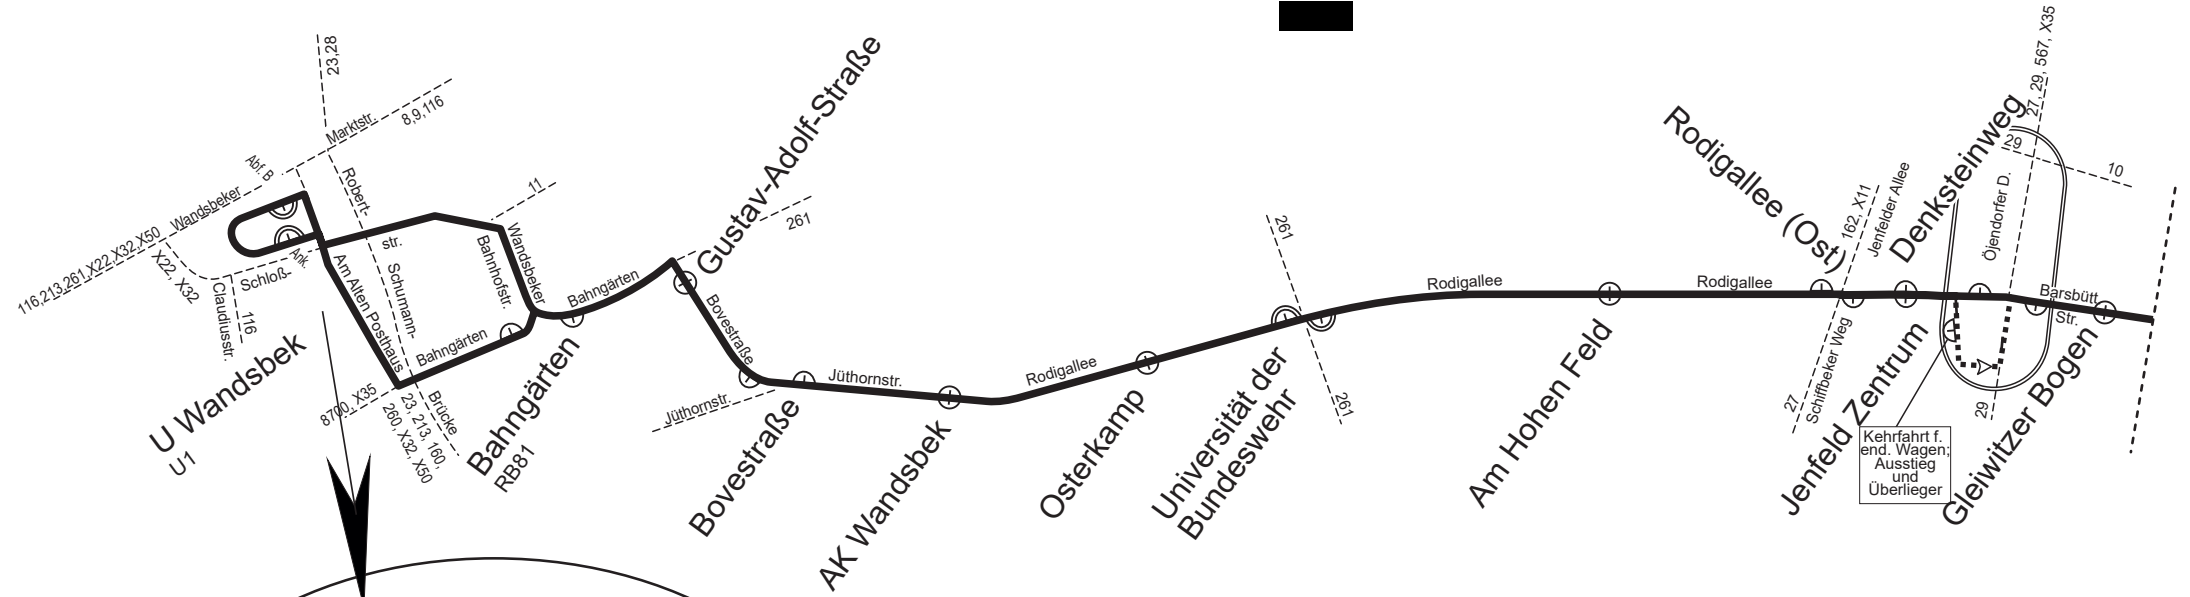 23,28
Marktstr.
8,9,116
Abf. B
Wandsbeker
116,213,261,X22,X32,X50
X22, X32
Claudiusstr.
116
Schloß-
Ank.
str.
Robert-
Schumann-
Brücke
Am Alten Posthaus
8700, X35
23, 213, 160,
260, X32, X50
U Wandsbek
U1
11
Wandsbeker
Bahnhofstr.
Bahngärten
Bahngärten
Bahngärten
RB81
Gustav-Adolf-Straße
261
Bovestraße
Jüthornstr.
Bovestraße
Jüthornstr.
AK Wandsbek
Rodigallee
Osterkamp
261
261
Universität der
Bundeswehr
Rodigallee
Am Hohen Feld
Rodigallee
Rodigallee (Ost)
162, X11
Jenfelder Allee
27
Schiffbeker Weg
Jenfeld Zentrum
Denksteinweg
27, 29, 567, X35
29
10
Öjendorfer D.
29
Barsbütt.
Str.
Gleiwitzer Bogen
Kehrfahrt f.
end. Wagen;
Ausstieg
und
Überlieger